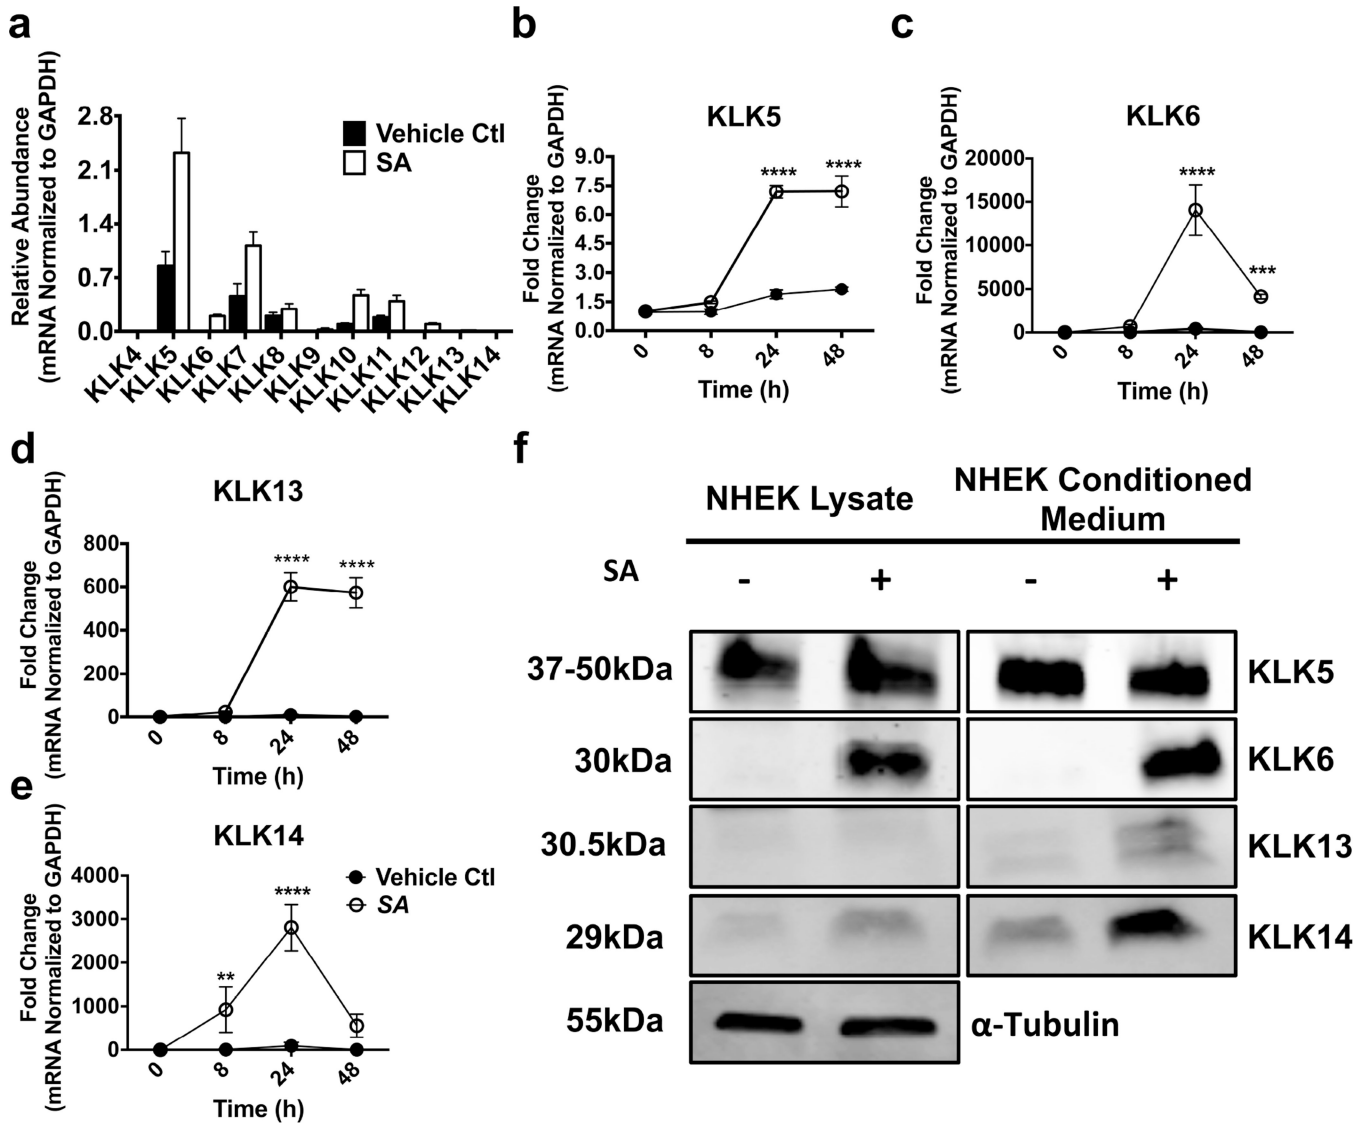 a
Relative Abundance
(mRNA Normalized to GAPDH)
2.8
2.1
1.4
0.7
0.0
Vehicle Ctl
SA
KLK4
KLK5
KLK6
KLK7
KLK8
KLK9
KLK10
KLK11
KLK12
KLK13
KLK14
b
KLK5
Fold Change
(mRNA Normalized to GAPDH)
9.0
7.5
6.0
4.5
3.0
1.5
0.0
****
****
0
8
24
48
Time (h)
c
KLK6
Fold Change
(mRNA Normalized to GAPDH)
20000
15000
10000
5000
0
****
***
0
8
24
48
Time (h)
d
KLK13
Fold Change
(mRNA Normalized to GAPDH)
800
600
400
200
0
****
****
0
8
24
48
Time (h)
e
KLK14
Fold Change
(mRNA Normalized to GAPDH)
4000
3000
2000
1000
0
**
****
Vehicle Ctl
SA
0
8
24
48
Time (h)
f
NHEK Lysate
NHEK Conditioned
Medium
SA - + - +
37-50kDa KLK5
30kDa KLK6
30.5kDa KLK13
29kDa KLK14
55kDa α-Tubulin